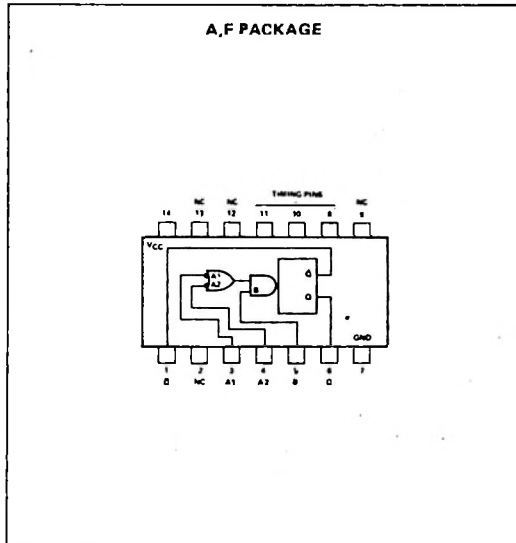 A,F PACKAGE
NC NC TIMING PINS NC
14 13 12 11 10 9 8
VCC
A1
A2
B
Q̅
Q
GND
1 2 3 4 5 6 7
Q̅ NC A1 A2 B Q